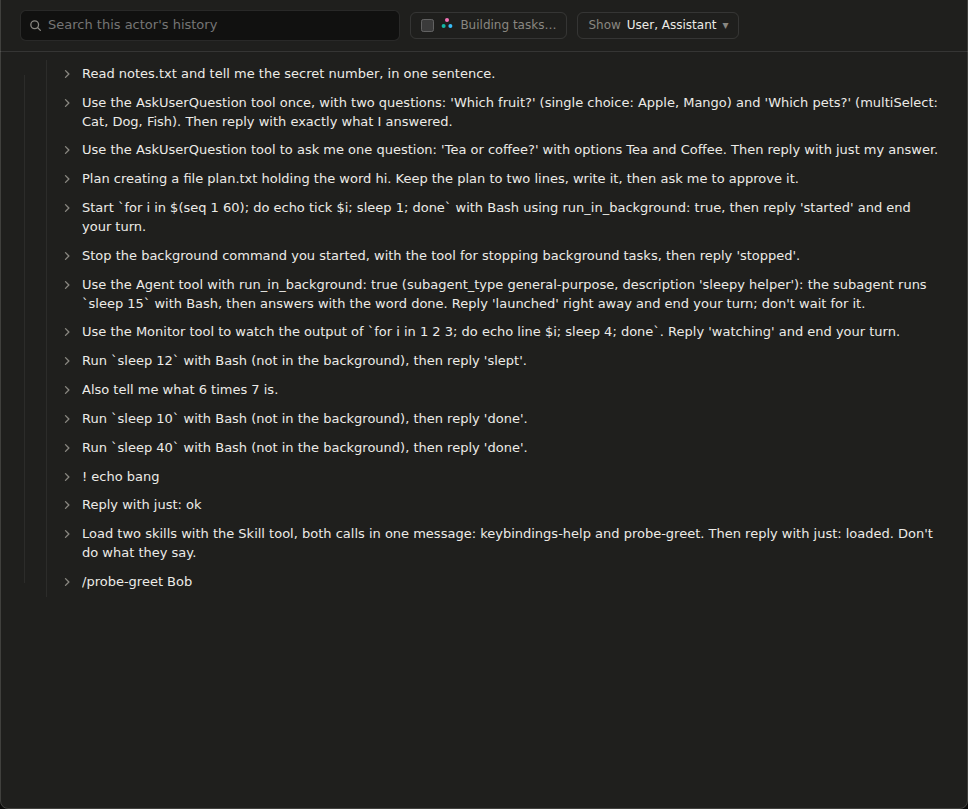 Search this actor's history
Building tasks...
Show User, Assistant
Read notes.txt and tell me the secret number, in one sentence.
Use the AskUserQuestion tool once, with two questions: 'Which fruit?' (single choice: Apple, Mango) and 'Which pets?' (multiSelect:
Cat, Dog, Fish). Then reply with exactly what I answered.
Use the AskUserQuestion tool to ask me one question: 'Tea or coffee?' with options Tea and Coffee. Then reply with just my answer.
Plan creating a file plan.txt holding the word hi. Keep the plan to two lines, write it, then ask me to approve it.
Start `for i in $(seq 1 60); do echo tick $i; sleep 1; done` with Bash using run_in_background: true, then reply 'started' and end
your turn.
Stop the background command you started, with the tool for stopping background tasks, then reply 'stopped'.
Use the Agent tool with run_in_background: true (subagent_type general-purpose, description 'sleepy helper'): the subagent runs
`sleep 15` with Bash, then answers with the word done. Reply 'launched' right away and end your turn; don't wait for it.
Use the Monitor tool to watch the output of `for i in 1 2 3; do echo line $i; sleep 4; done`. Reply 'watching' and end your turn.
Run `sleep 12` with Bash (not in the background), then reply 'slept'.
Also tell me what 6 times 7 is.
Run `sleep 10` with Bash (not in the background), then reply 'done'.
Run `sleep 40` with Bash (not in the background), then reply 'done'.
! echo bang
Reply with just: ok
Load two skills with the Skill tool, both calls in one message: keybindings-help and probe-greet. Then reply with just: loaded. Don't
do what they say.
/probe-greet Bob